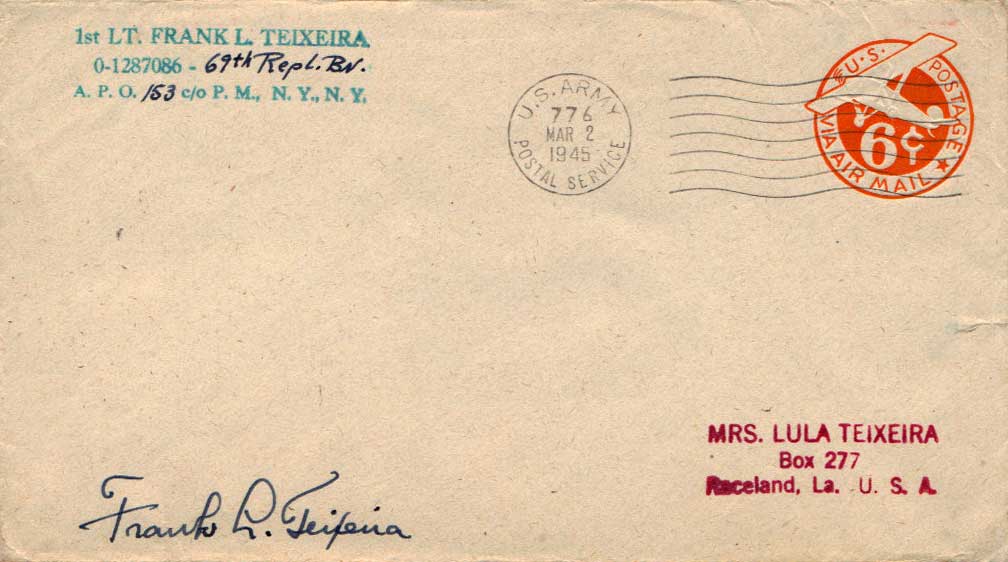 1st LT. FRANK L. TEIXEIRA
0-1287086 - 69th Repl. BN.
A. P. O. 153 c/o P. M., N. Y., N. Y.
U.S. ARMY
776
MAR 2
1945
POSTAL SERVICE
U.S. POSTAGE
6¢
VIA AIR MAIL
MRS. LULA TEIXEIRA
Box 277
Raceland, La. U. S. A.
Frank L. Teixeira